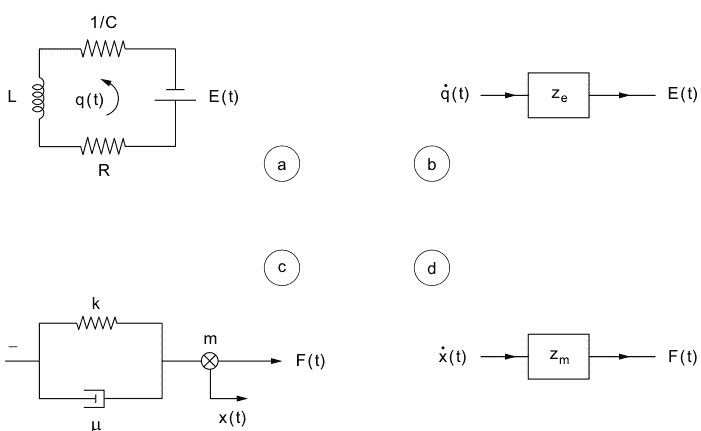 1/C
L
q(t)
E(t)
R
a
q̇(t)
z_e
E(t)
b
c
k
m
F(t)
x(t)
μ
d
ẋ(t)
z_m
F(t)